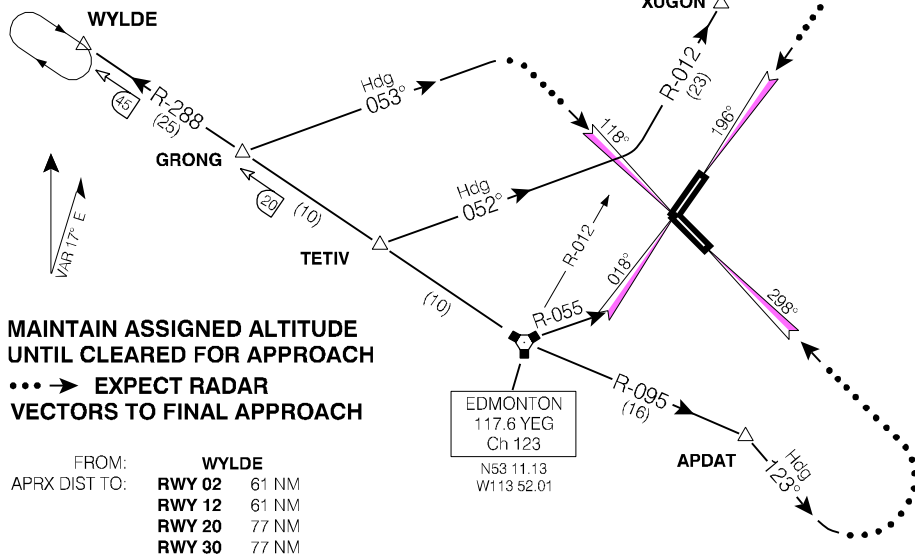 XUGON
WYLDE
45
R-288
(25)
Hdg
053°
R-012
(23)
118°
196°
GRONG
20
(10)
Hdg
052°
TETIV
VAR 17° E
R-012
018°
(10)
R-055
298°
MAINTAIN ASSIGNED ALTITUDE
UNTIL CLEARED FOR APPROACH
EXPECT RADAR
VECTORS TO FINAL APPROACH
R-095
(16)
EDMONTON
117.6 YEG
Ch 123
N53 11.13
W113 52.01
APDAT
Hdg
123°
FROM: WYLDE
APRX DIST TO: RWY 02 61 NM
RWY 12 61 NM
RWY 20 77 NM
RWY 30 77 NM